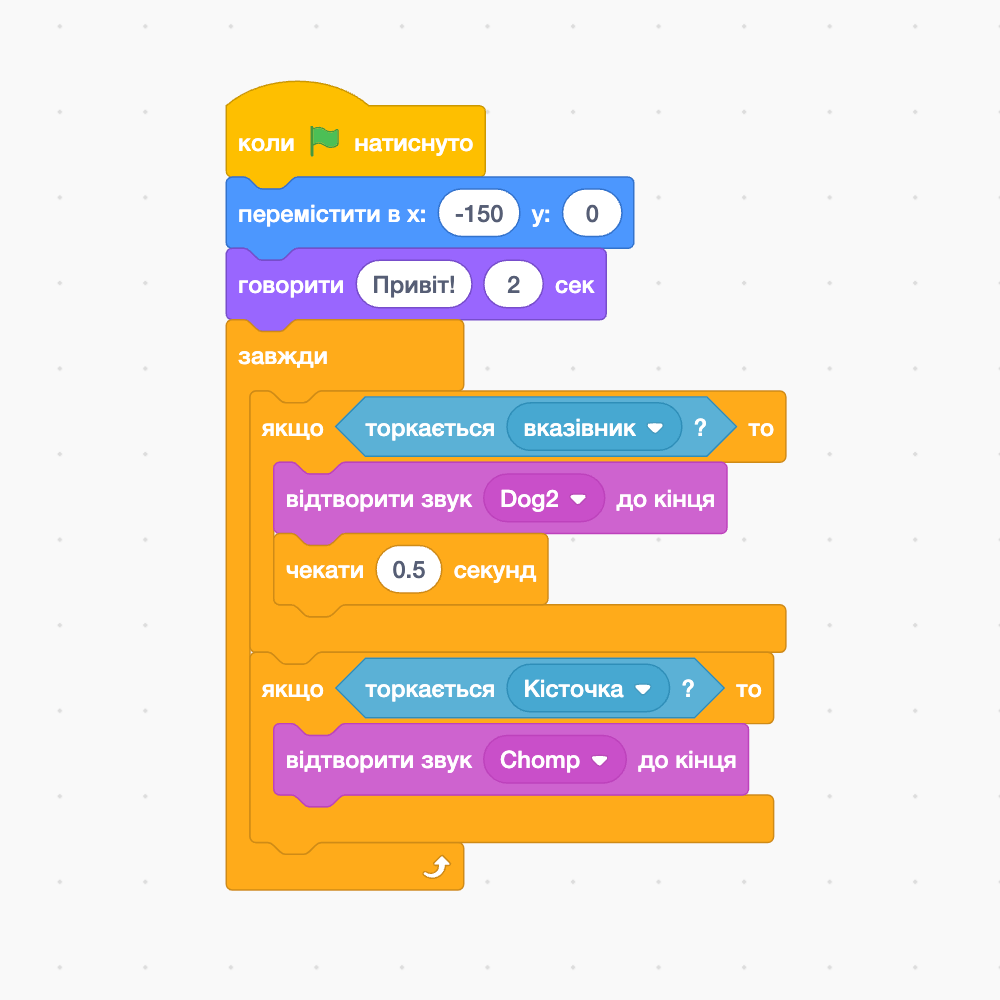 коли натиснуто
перемістити в x: -150 y: 0
говорити Привіт! 2 сек
завжди
якщо торкається вказівник ? то
відтворити звук Dog2 до кінця
чекати 0.5 секунд
якщо торкається Кісточка ? то
відтворити звук Chomp до кінця